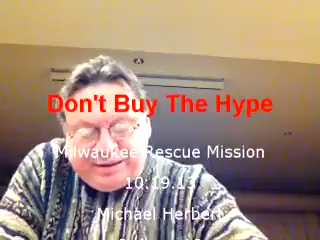 Don't Buy The Hype
Milwaukee Rescue Mission
10.19.13
Michael Herbert